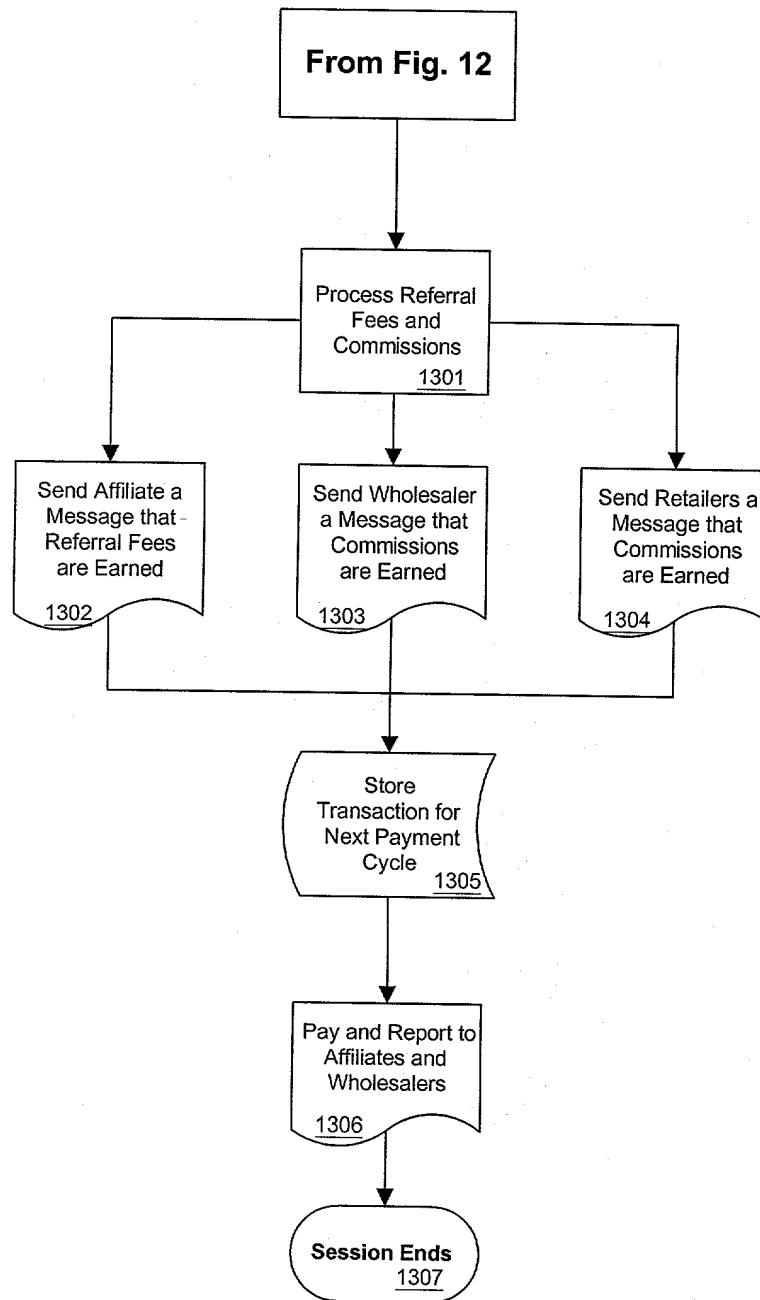 From Fig. 12
Process Referral
Fees and
Commissions
1301
Send Affiliate a
Message that
Referral Fees
are Earned
1302
Send Wholesaler
a Message that
Commissions
are Earned
1303
Send Retailers a
Message that
Commissions
are Earned
1304
Store
Transaction for
Next Payment
Cycle
1305
Pay and Report to
Affiliates and
Wholesalers
1306
Session Ends
1307